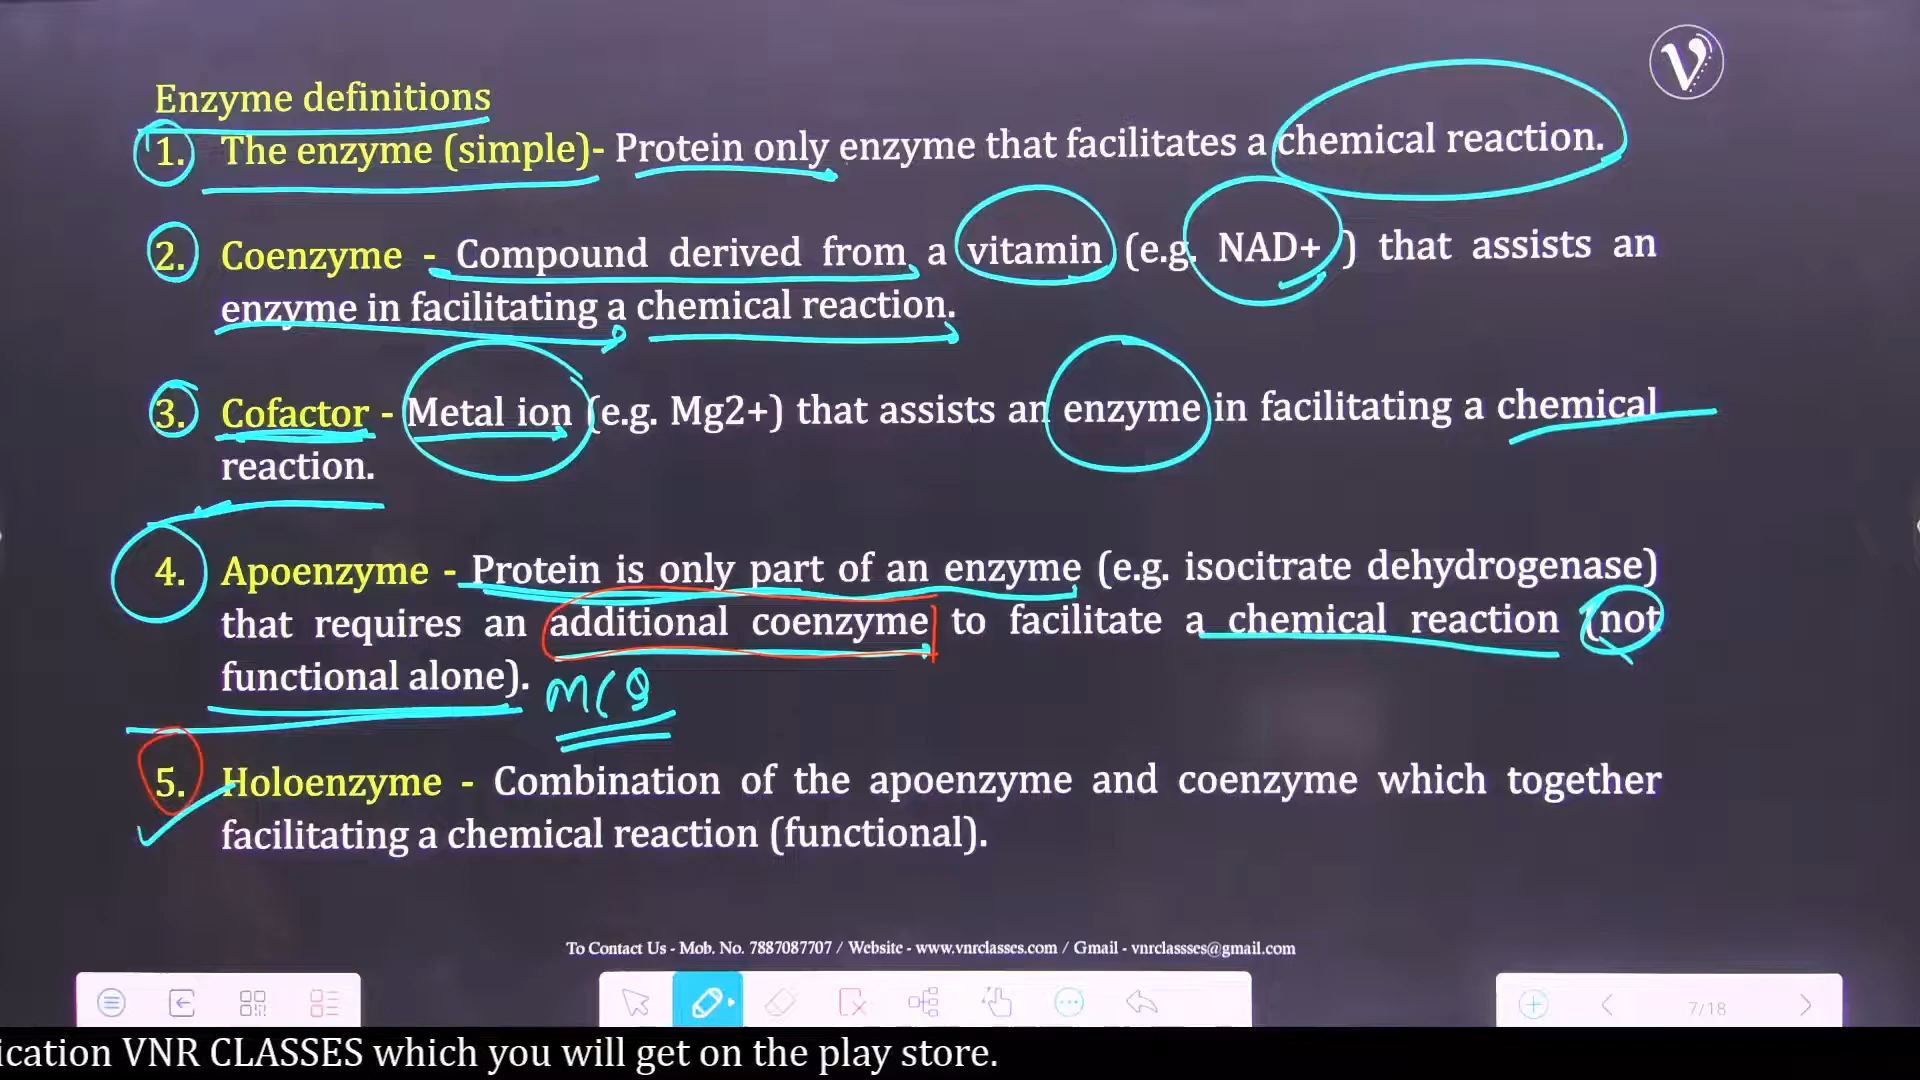 V
Enzyme definitions
1. The enzyme (simple)- Protein only enzyme that facilitates a chemical reaction.
2. Coenzyme - Compound derived from a vitamin (e.g. NAD+ ) that assists an
enzyme in facilitating a chemical reaction.
3. Cofactor - Metal ion (e.g. Mg2+) that assists an enzyme in facilitating a chemical
reaction.
4. Apoenzyme - Protein is only part of an enzyme (e.g. isocitrate dehydrogenase)
that requires an additional coenzyme to facilitate a chemical reaction (not
functional alone).
MCQ
5. Holoenzyme - Combination of the apoenzyme and coenzyme which together
facilitating a chemical reaction (functional).
To Contact Us - Mob. No. 7887087707 / Website - www.vnrclasses.com / Gmail - vnrclassses@gmail.com
7/18
ication VNR CLASSES which you will get on the play store.